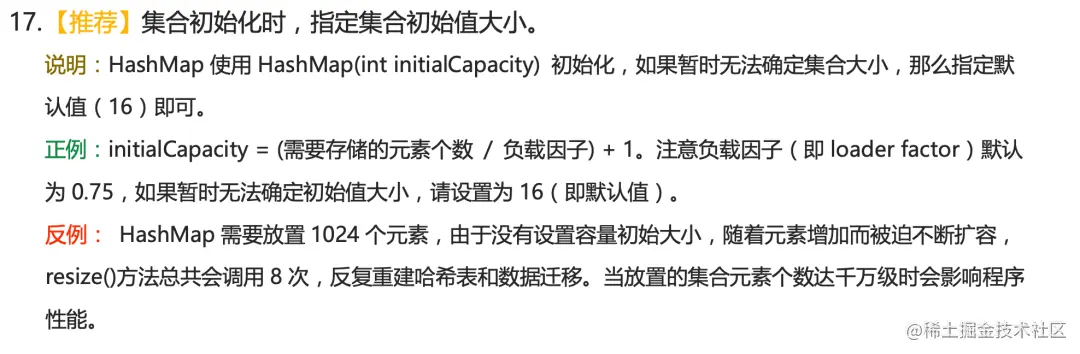 17.【推荐】集合初始化时，指定集合初始值大小。
说明：HashMap 使用 HashMap(int initialCapacity) 初始化，如果暂时无法确定集合大小，那么指定默
认值（16）即可。
正例：initialCapacity = (需要存储的元素个数 / 负载因子) + 1。注意负载因子（即 loader factor）默认
为 0.75，如果暂时无法确定初始值大小，请设置为 16（即默认值）。
反例： HashMap 需要放置 1024 个元素，由于没有设置容量初始大小，随着元素增加而被迫不断扩容，
resize()方法总共会调用 8 次，反复重建哈希表和数据迁移。当放置的集合元素个数达千万级时会影响程序
性能。
@稀土掘金技术社区